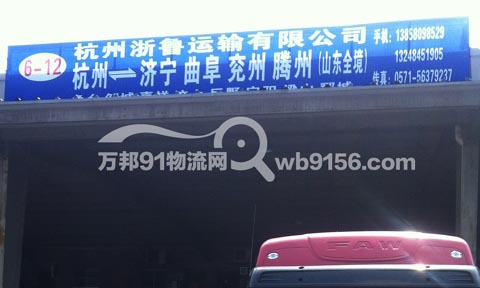 6-12
杭州浙鲁运输有限公司
手机: 13858098529
13248451905
杭州⇌济宁 曲阜 兖州 腾州 (山东全境)
传真: 0571-56379237
万邦91物流网 wb9156.com
FAW